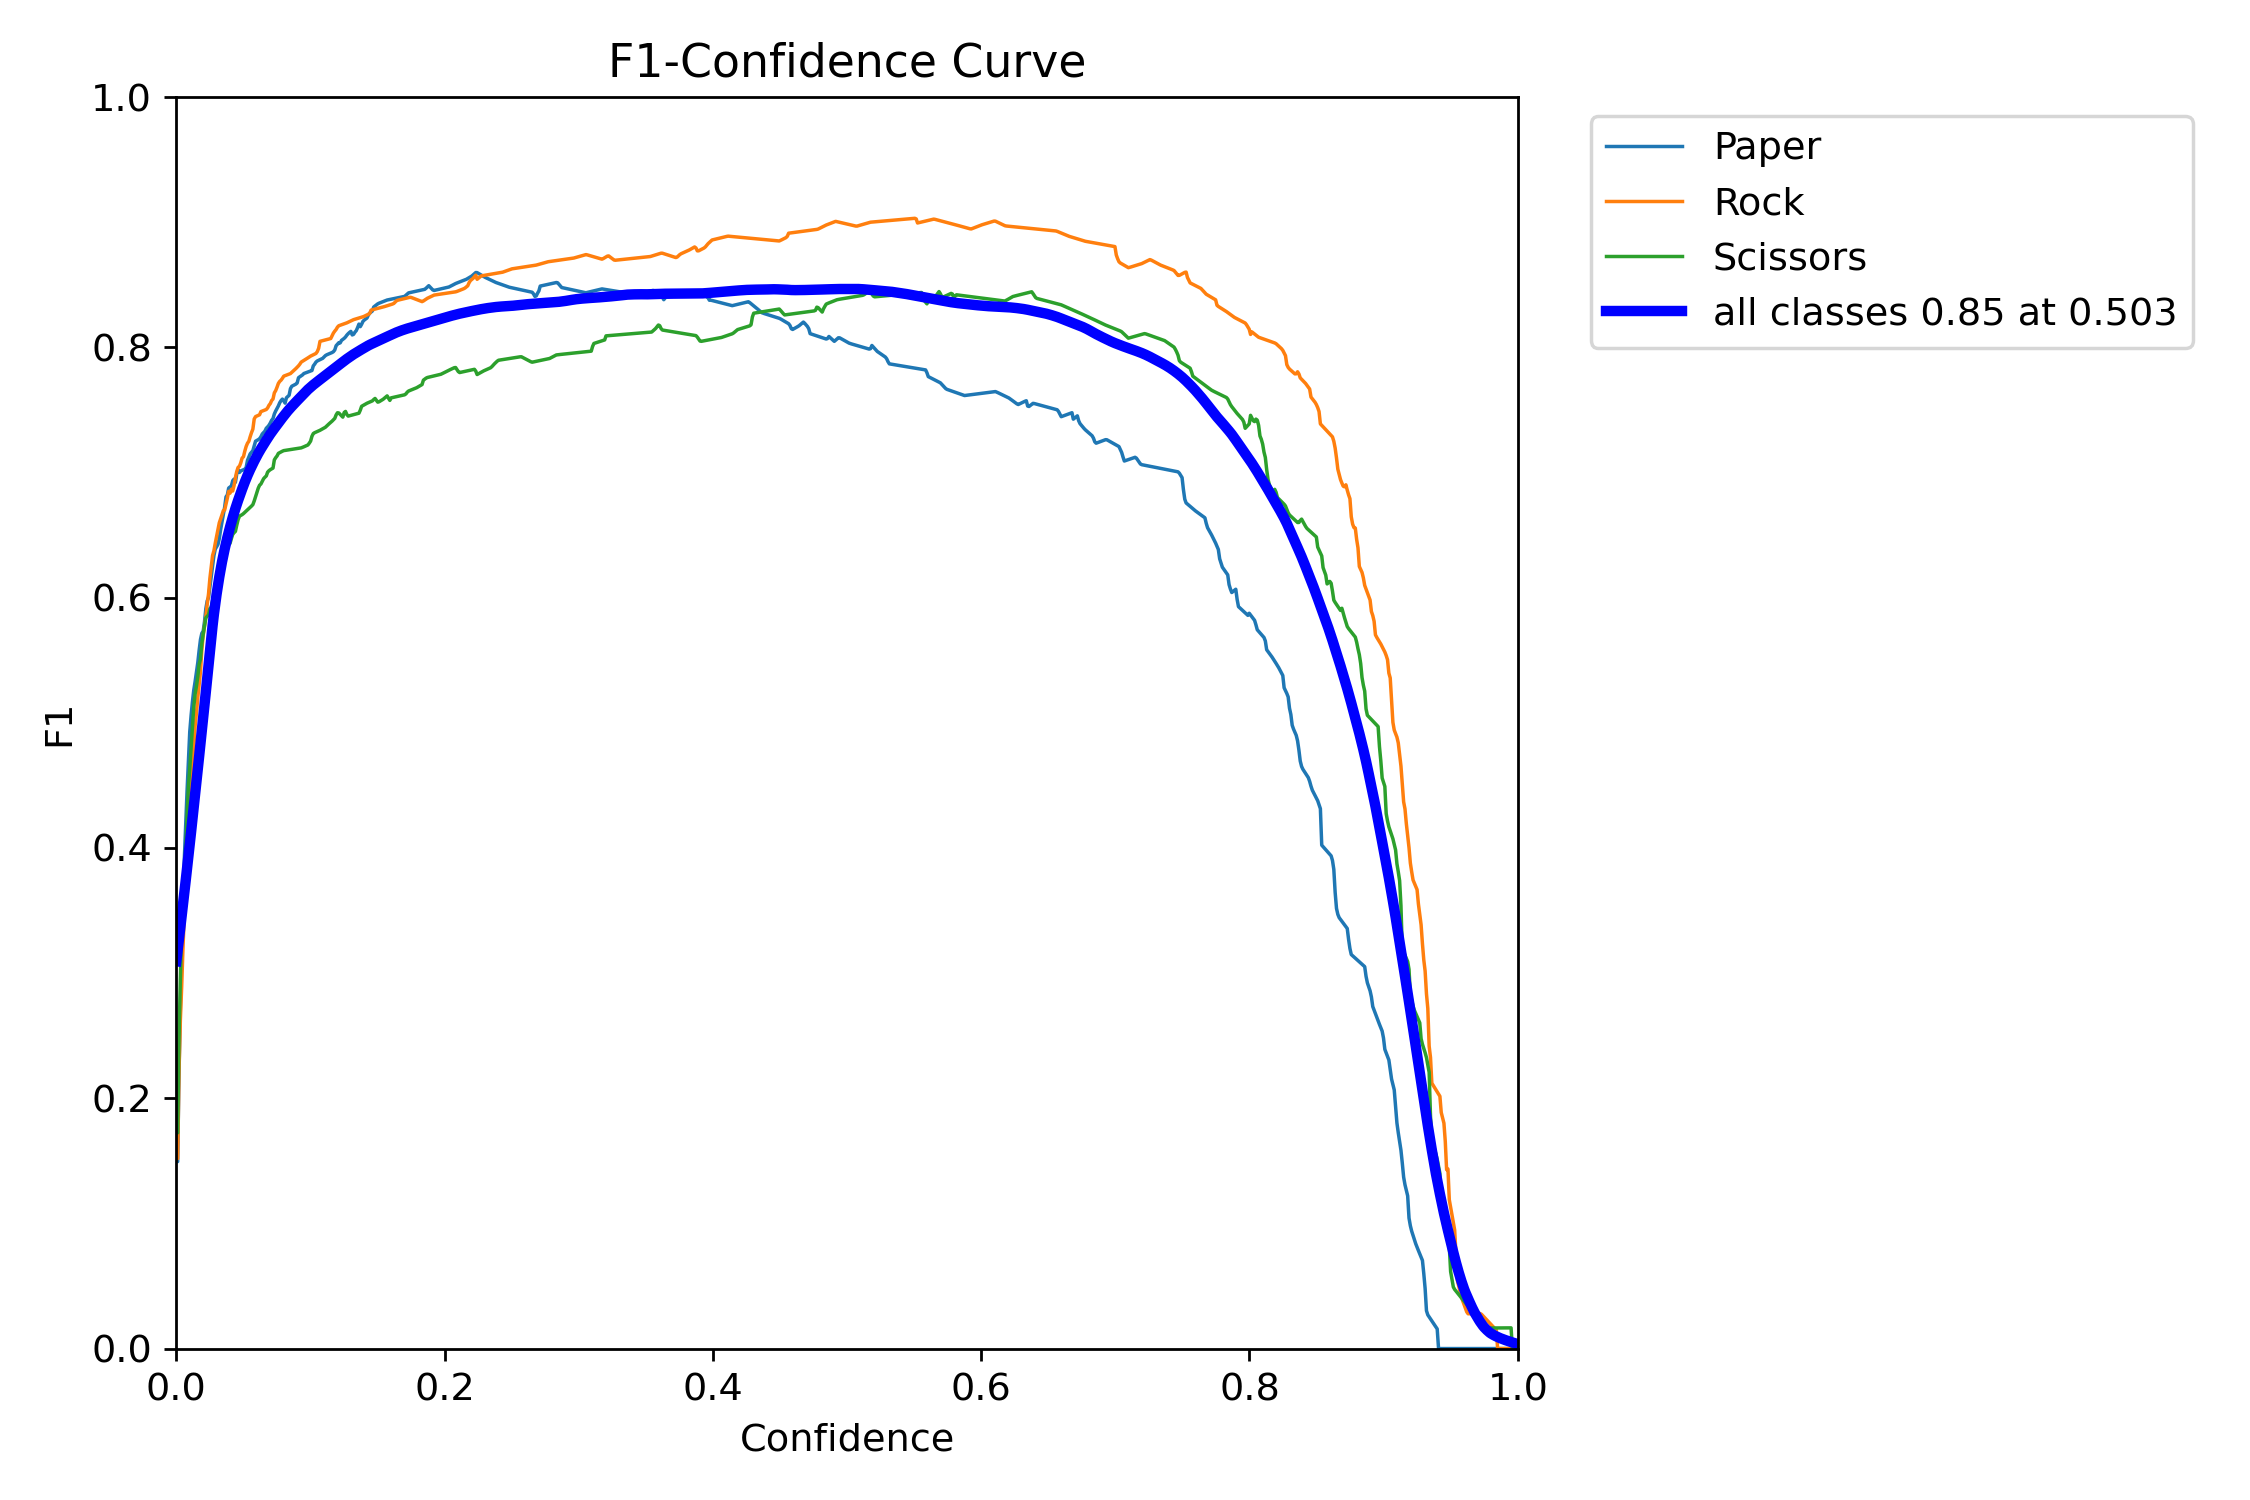 F1-Confidence Curve
1.0
0.8
0.6
0.4
0.2
0.0
F1
0.0 0.2 0.4 0.6 0.8 1.0
Confidence
Paper
Rock
Scissors
all classes 0.85 at 0.503